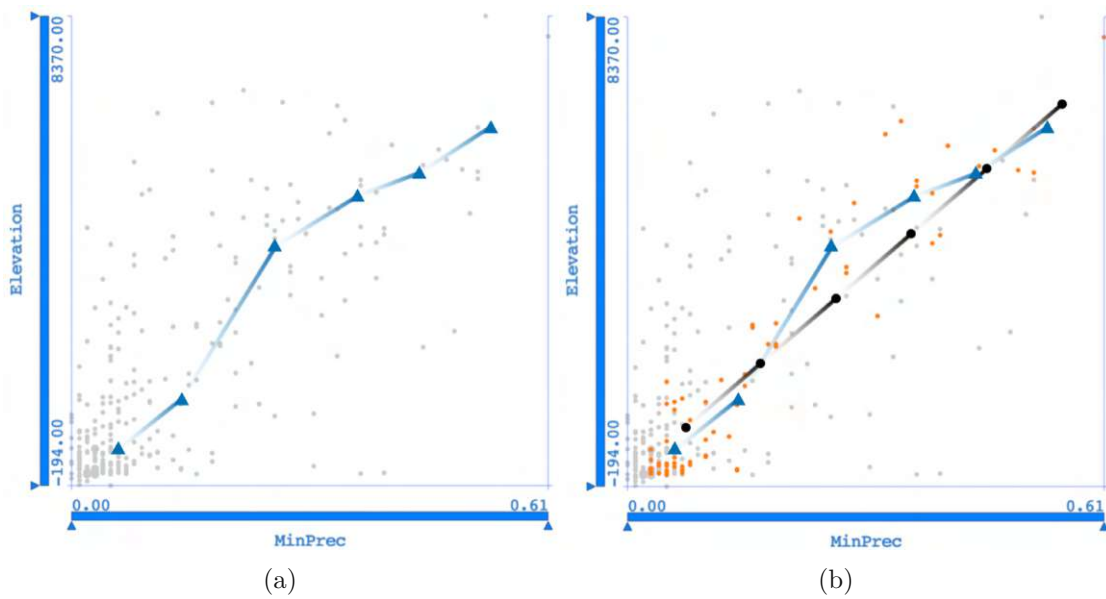 8370.00
Elevation
-194.00
0.00
0.61
MinPrec
(a)
8370.00
Elevation
-194.00
0.00
0.61
MinPrec
(b)